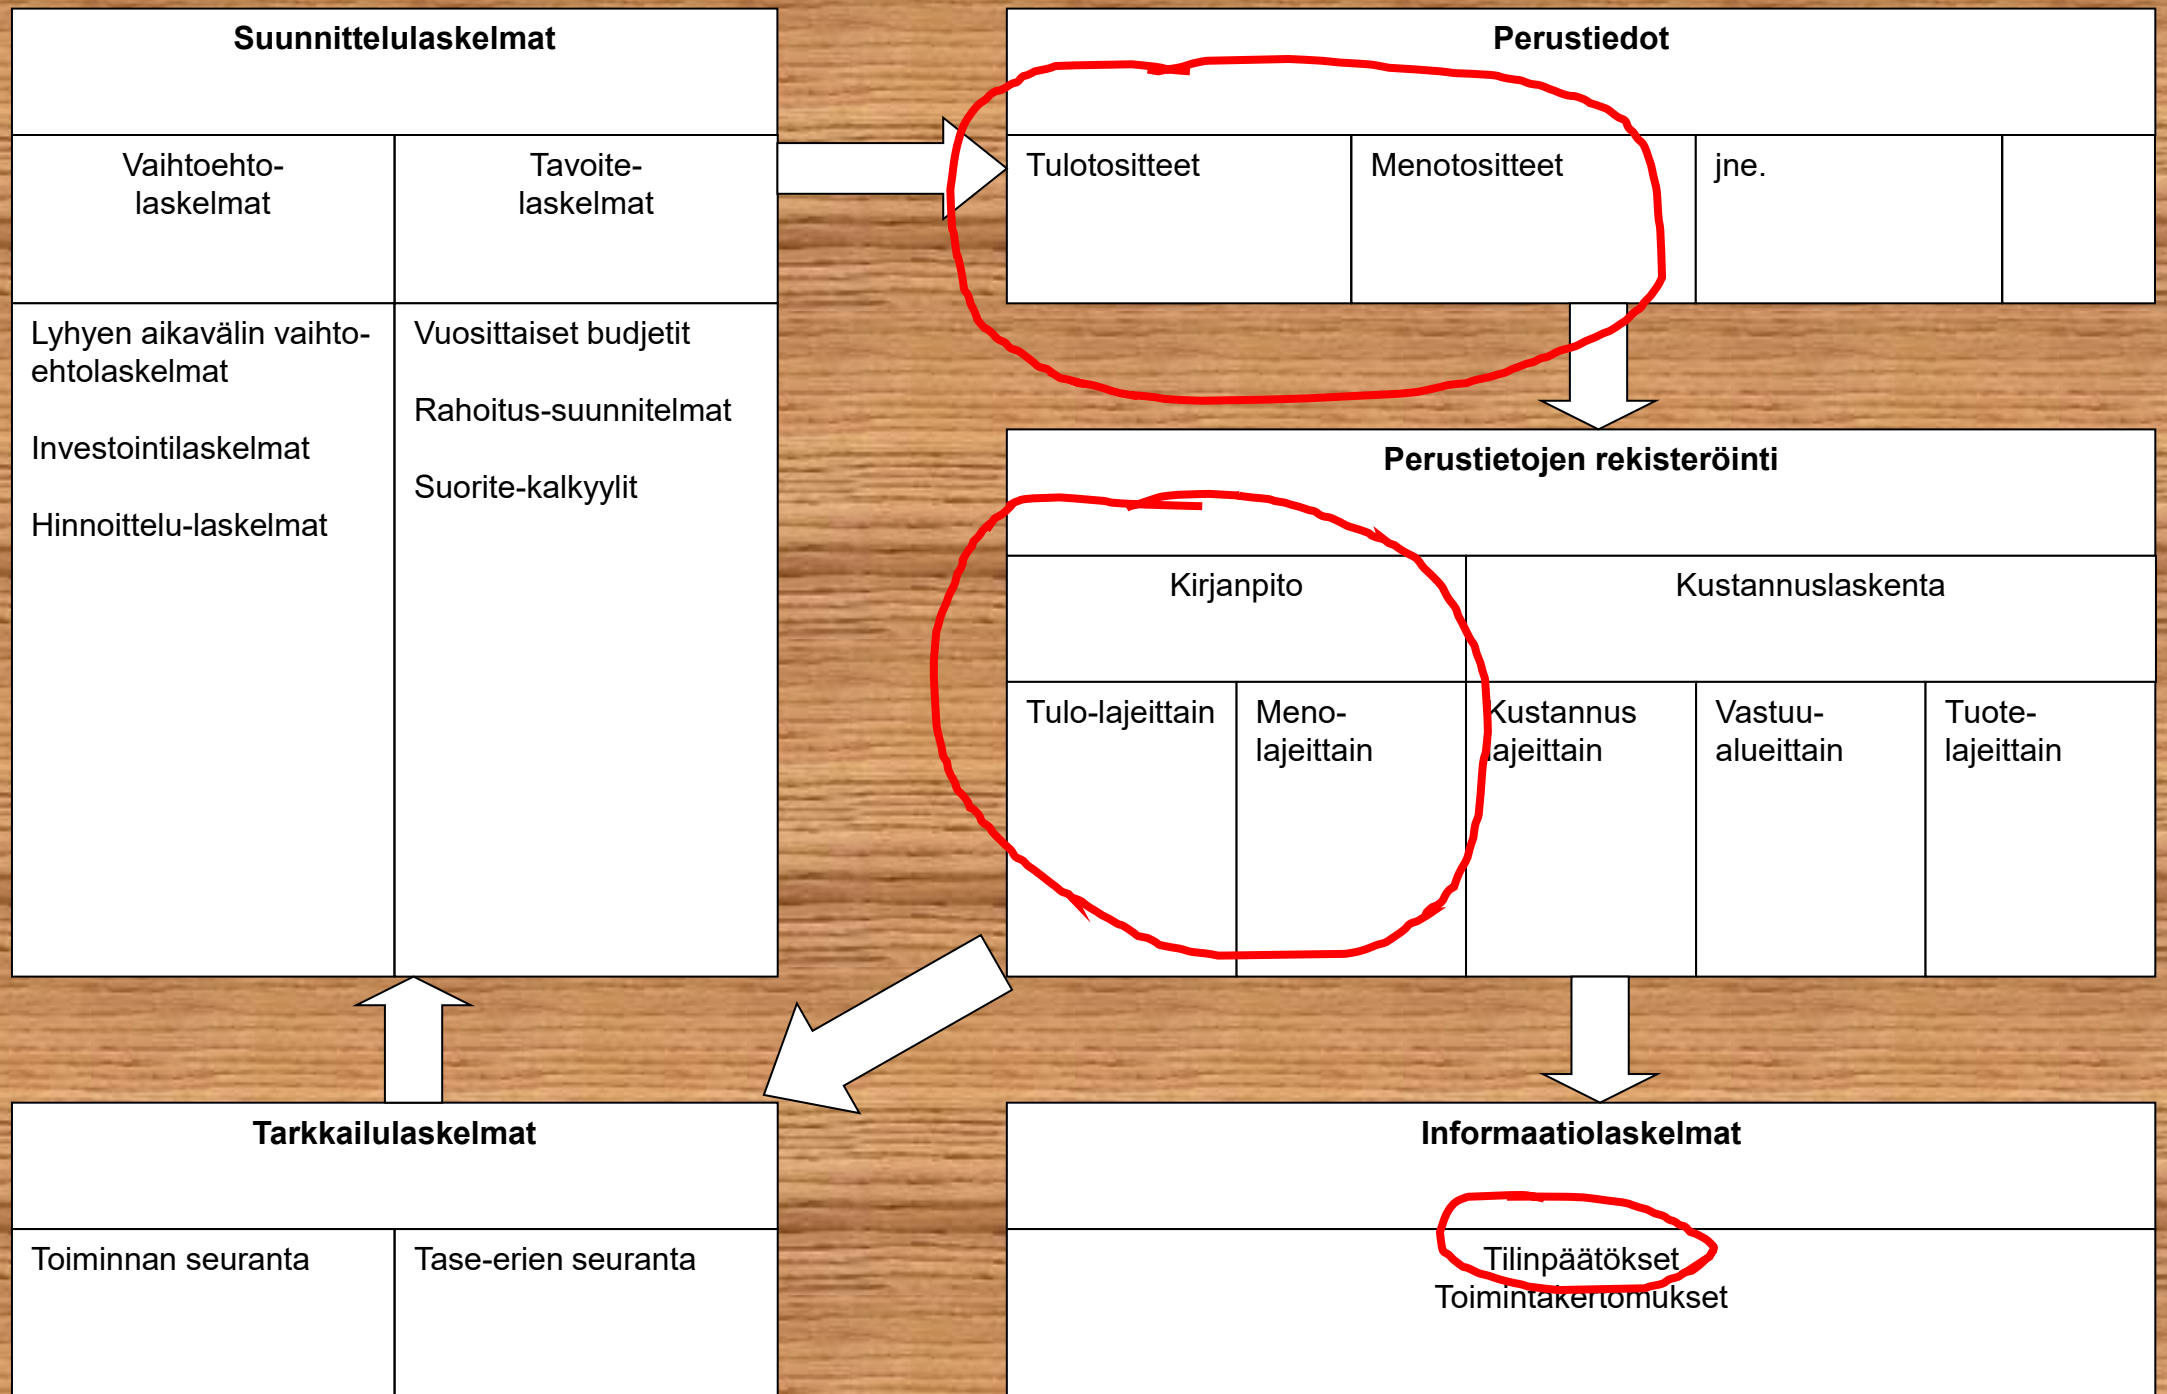 Suunnittelulaskelmat
Vaihtoehto-
laskelmat
Tavoite-
laskelmat
Lyhyen aikavälin vaihto-
ehtolaskelmat
Investointilaskelmat
Hinnoittelu-laskelmat
Vuosittaiset budjetit
Rahoitus-suunnitelmat
Suorite-kalkyylit
Perustiedot
Tulotositteet
Menotositteet
jne.
Perustietojen rekisteröinti
Kirjanpito
Kustannuslaskenta
Tulo-lajeittain
Meno-
lajeittain
Kustannus
lajeittain
Vastuu-
alueittain
Tuote-
lajeittain
Tarkkailulaskelmat
Toiminnan seuranta
Tase-erien seuranta
Informaatiolaskelmat
Tilinpäätökset
Toimintakertomukset